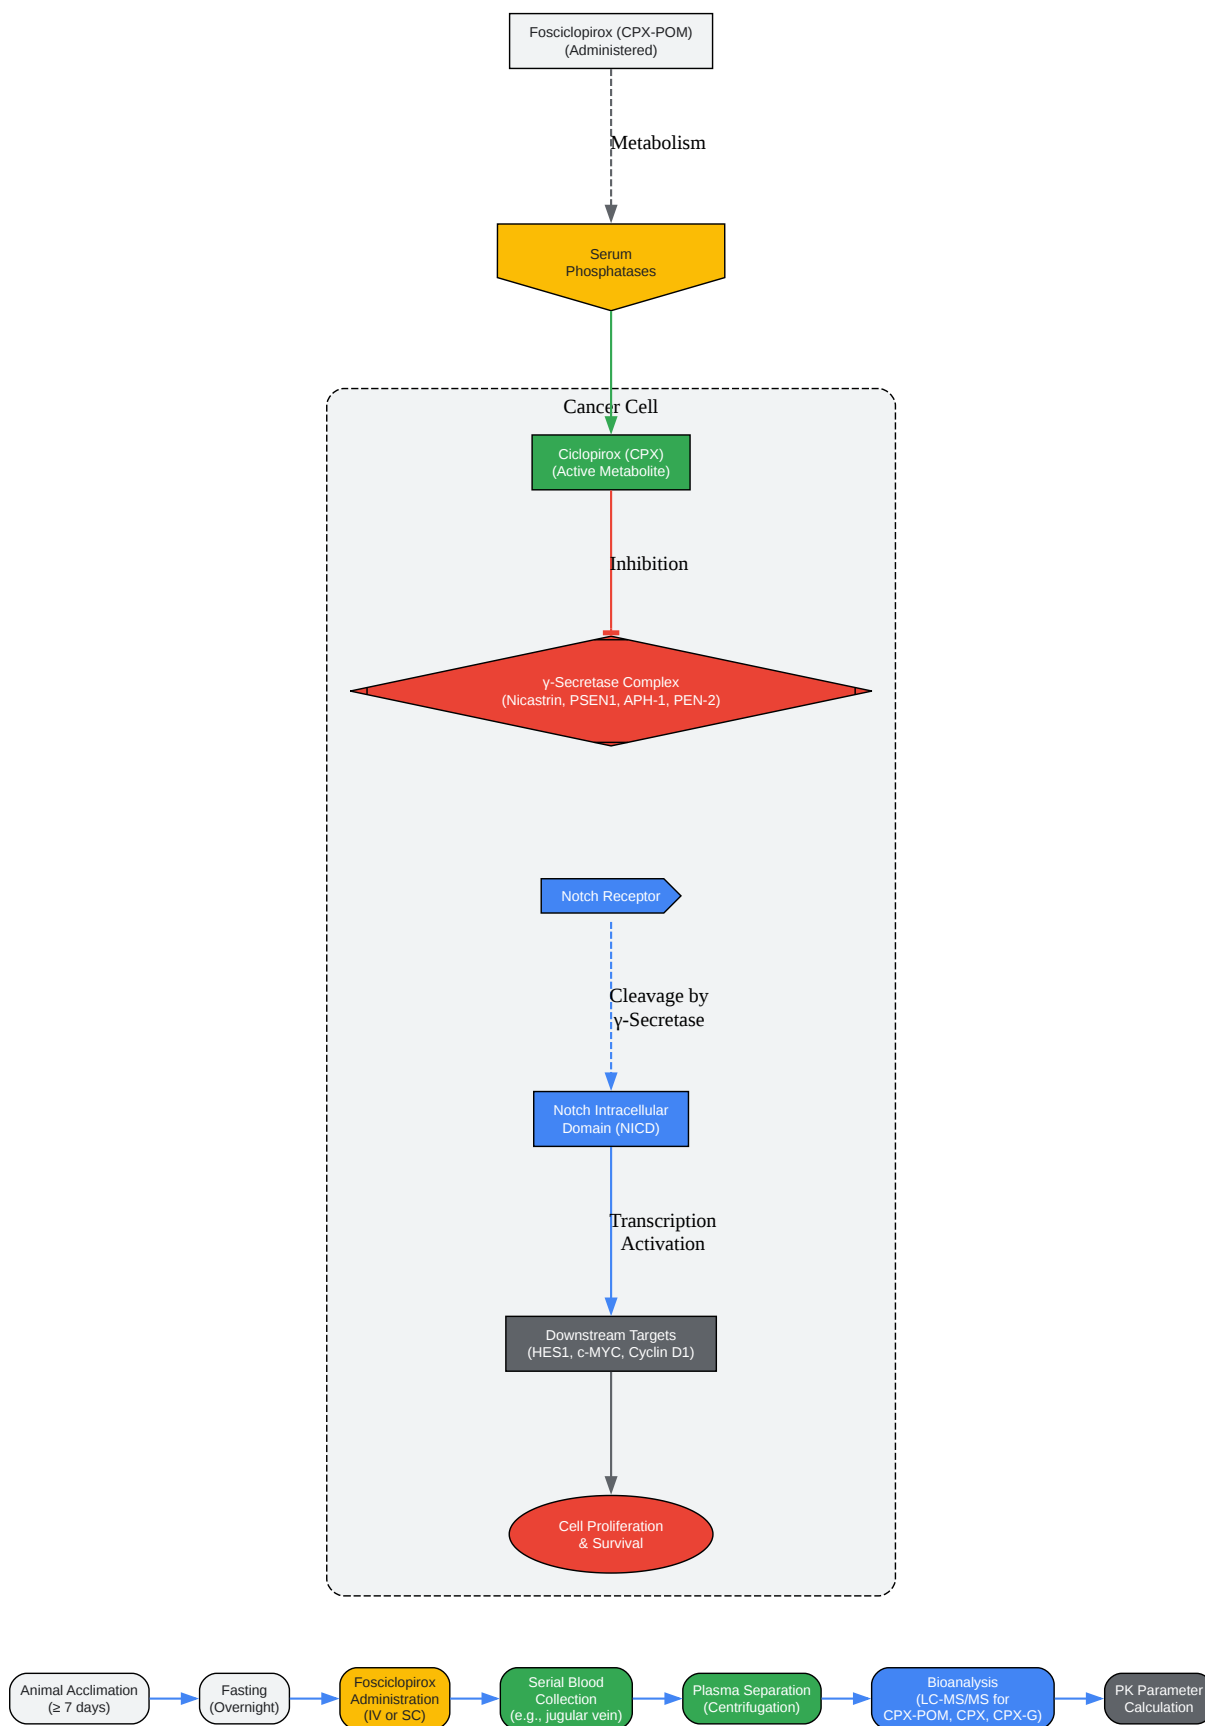 Fosciclopirox (CPX-POM)
(Administered)
Metabolism
Serum
Phosphatases
Cancer Cell
Ciclopirox (CPX)
(Active Metabolite)
Inhibition
γ-Secretase Complex
(Nicastrin, PSEN1, APH-1, PEN-2)
Notch Receptor
Cleavage by
γ-Secretase
Notch Intracellular
Domain (NICD)
Transcription
Activation
Downstream Targets
(HES1, c-MYC, Cyclin D1)
Cell Proliferation
& Survival
Animal Acclimation
(≥ 7 days)
Fasting
(Overnight)
Fosciclopirox
Administration
(IV or SC)
Serial Blood
Collection
(e.g., jugular vein)
Plasma Separation
(Centrifugation)
Bioanalysis
(LC-MS/MS for
CPX-POM, CPX, CPX-G)
PK Parameter
Calculation